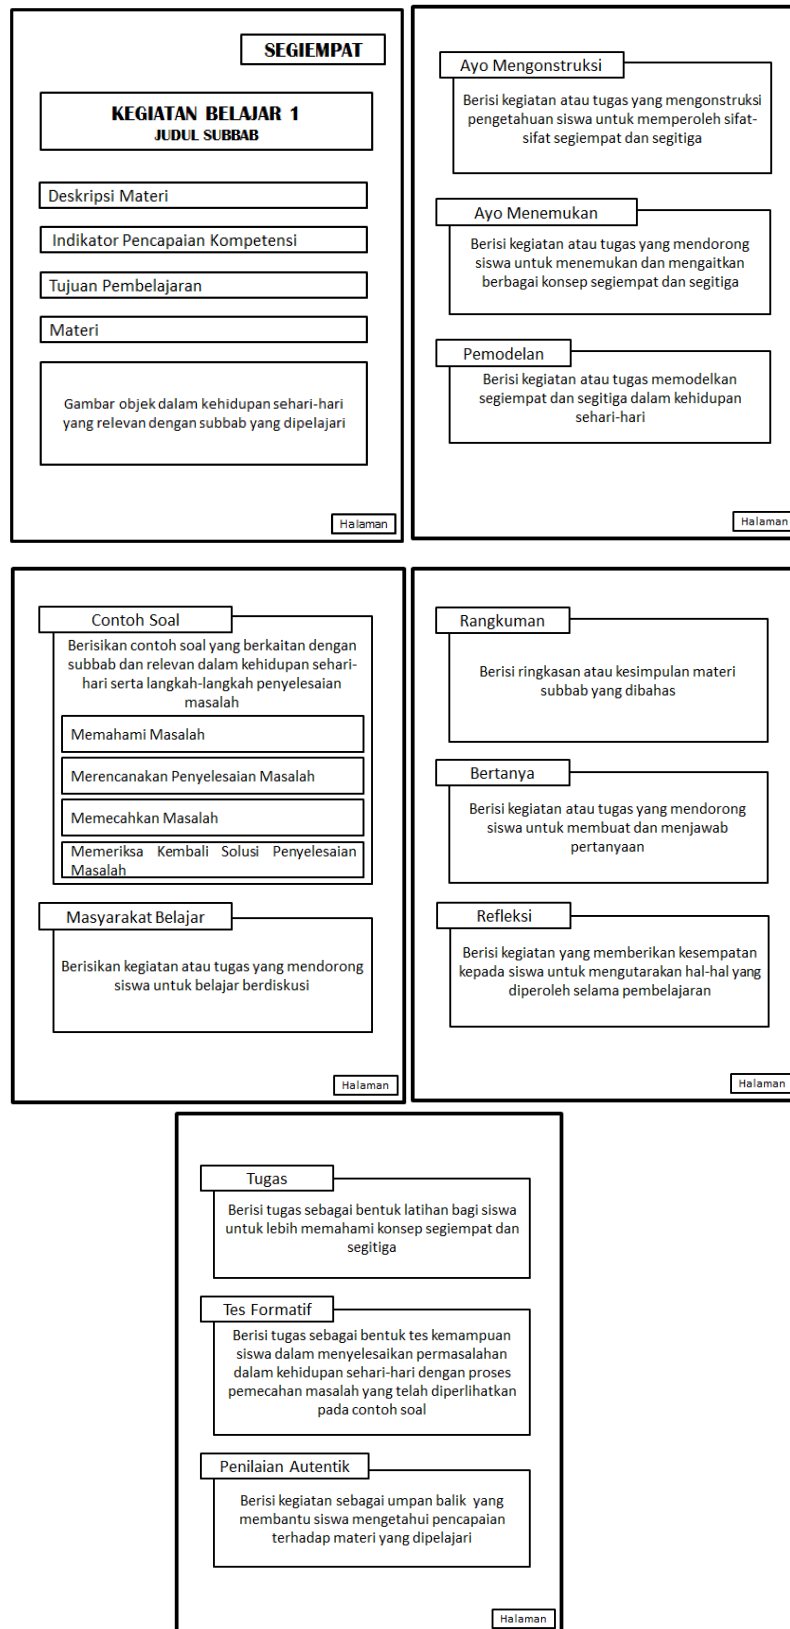 SEGIEMPAT
KEGIATAN BELAJAR 1
JUDUL SUBBAB
Deskripsi Materi
Indikator Pencapaian Kompetensi
Tujuan Pembelajaran
Materi
Gambar objek dalam kehidupan sehari-hari
yang relevan dengan subbab yang dipelajari
Halaman
Ayo Mengonstruksi
Berisi kegiatan atau tugas yang mengonstruksi
pengetahuan siswa untuk memperoleh sifat-
sifat segiempat dan segitiga
Ayo Menemukan
Berisi kegiatan atau tugas yang mendorong
siswa untuk menemukan dan mengaitkan
berbagai konsep segiempat dan segitiga
Pemodelan
Berisi kegiatan atau tugas memodelkan
segiempat dan segitiga dalam kehidupan
sehari-hari
Halaman
Contoh Soal
Berisikan contoh soal yang berkaitan dengan
subbab dan relevan dalam kehidupan sehari-
hari serta langkah-langkah penyelesaian
masalah
Memahami Masalah
Merencanakan Penyelesaian Masalah
Memecahkan Masalah
Memeriksa Kembali Solusi Penyelesaian
Masalah
Masyarakat Belajar
Berisikan kegiatan atau tugas yang mendorong
siswa untuk belajar berdiskusi
Halaman
Rangkuman
Berisi ringkasan atau kesimpulan materi
subbab yang dibahas
Bertanya
Berisi kegiatan atau tugas yang mendorong
siswa untuk membuat dan menjawab
pertanyaan
Refleksi
Berisi kegiatan yang memberikan kesempatan
kepada siswa untuk mengutarakan hal-hal yang
diperoleh selama pembelajaran
Halaman
Tugas
Berisi tugas sebagai bentuk latihan bagi siswa
untuk lebih memahami konsep segiempat dan
segitiga
Tes Formatif
Berisi tugas sebagai bentuk tes kemampuan
siswa dalam menyelesaikan permasalahan
dalam kehidupan sehari-hari dengan proses
pemecahan masalah yang telah diperlihatkan
pada contoh soal
Penilaian Autentik
Berisi kegiatan sebagai umpan balik yang
membantu siswa mengetahui pencapaian
terhadap materi yang dipelajari
Halaman